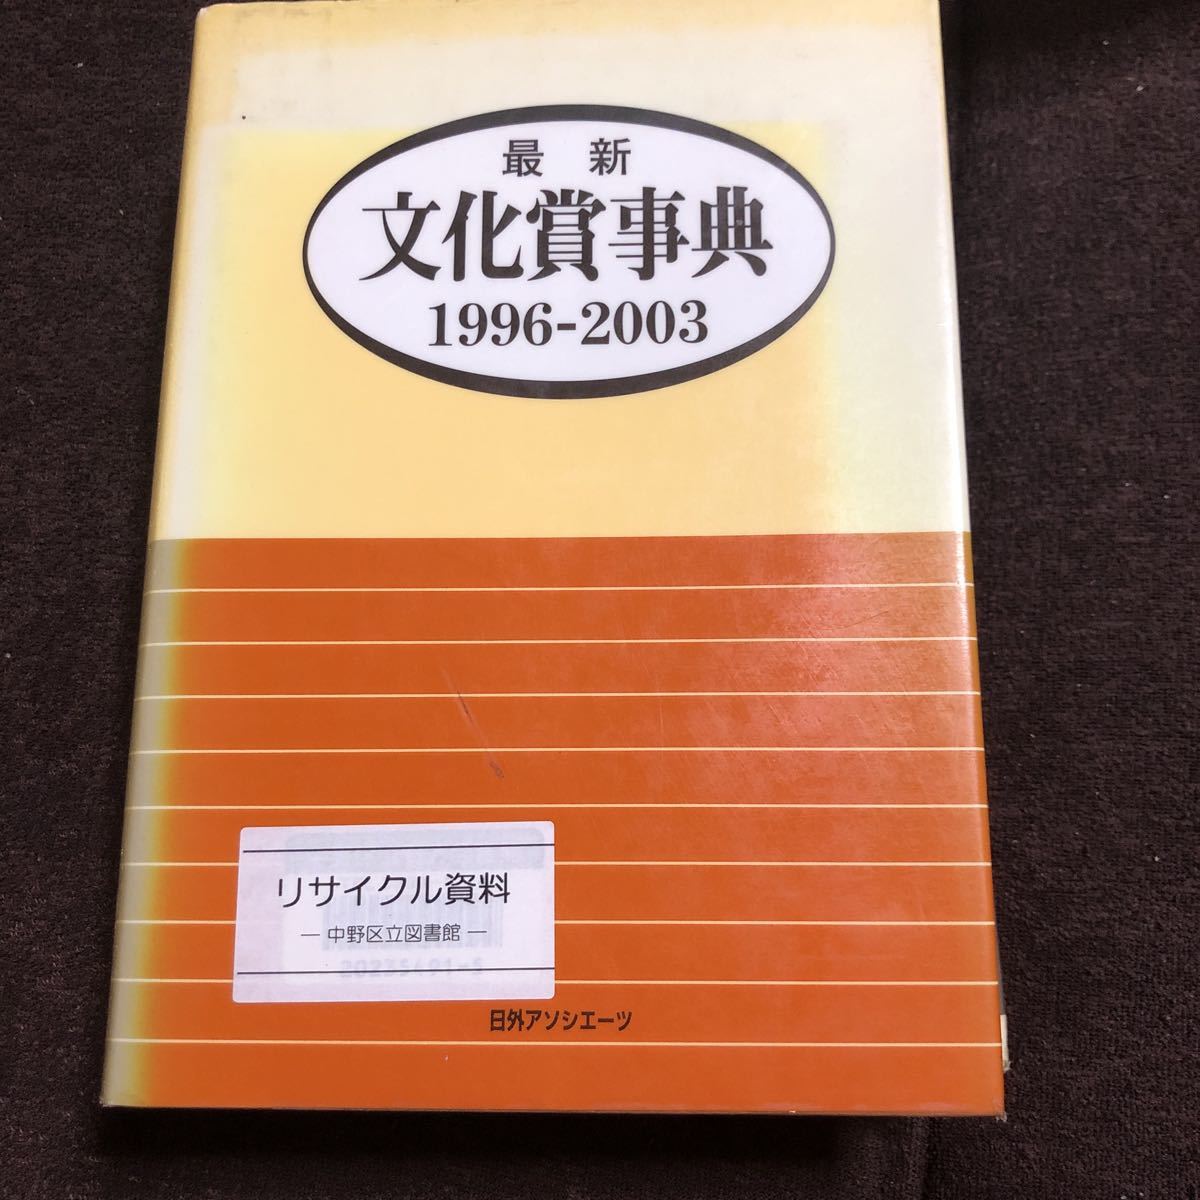 最新
文化賞事典
1996-2003
リサイクル資料
― 中野区立図書館 ―
日外アソシエーツ